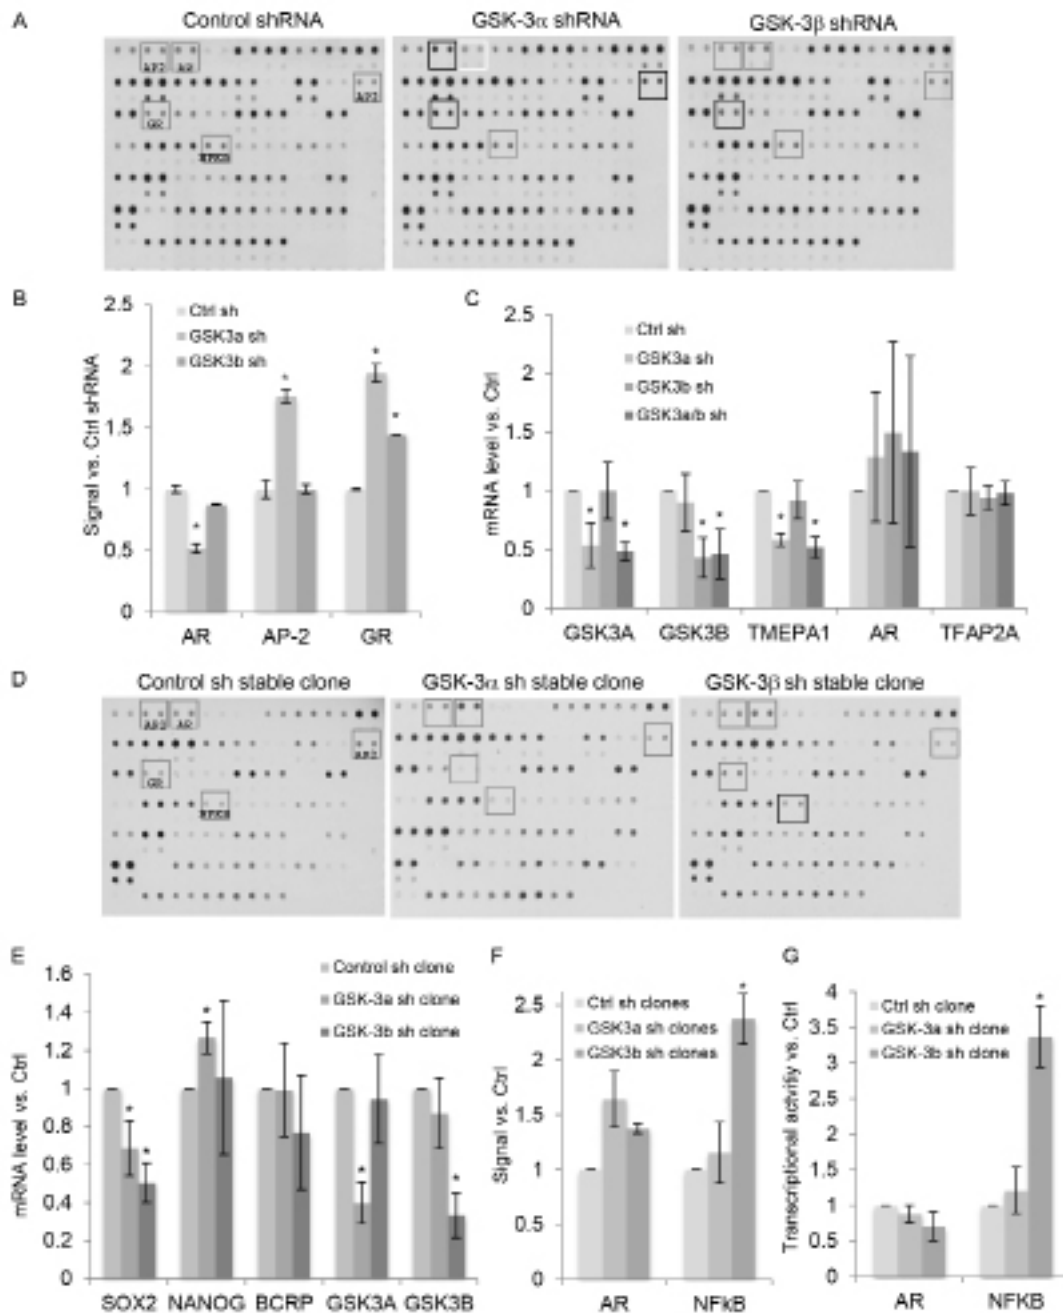 A
Control shRNA
GSK-3α shRNA
GSK-3β shRNA
AP2 AR
AP2
GR
NFKB
B
2.5
2
1.5
1
0.5
0
Signal vs. Ctrl shRNA
Ctrl sh
GSK3a sh
GSK3b sh
*
*
*
*
AR AP-2 GR
C
2.5
2
1.5
1
0.5
0
mRNA level vs. Ctrl
Ctrl sh
GSK3a sh
GSK3b sh
GSK3a/b sh
* * * * * *
GSK3A GSK3B TMEPA1 AR TFAP2A
D
Control sh stable clone
GSK-3α sh stable clone
GSK-3β sh stable clone
AP2 AR
AP2
GR
NFKB
E
1.6
1.4
1.2
1
0.8
0.6
0.4
0.2
0
mRNA level vs. Ctrl
Control sh clone
GSK-3a sh clone
GSK-3b sh clone
* * * * *
SOX2 NANOG BCRP GSK3A GSK3B
F
2.5
2
1.5
1
0.5
0
Signal vs. Ctrl
Ctrl sh clones
GSK3a sh clones
GSK3b sh clones
*
AR NFkB
G
4
3.5
3
2.5
2
1.5
1
0.5
0
Transcriptional activitiy vs. Ctrl
Ctrl sh clone
GSK-3a sh clone
GSK-3b sh clone
*
AR NFKB